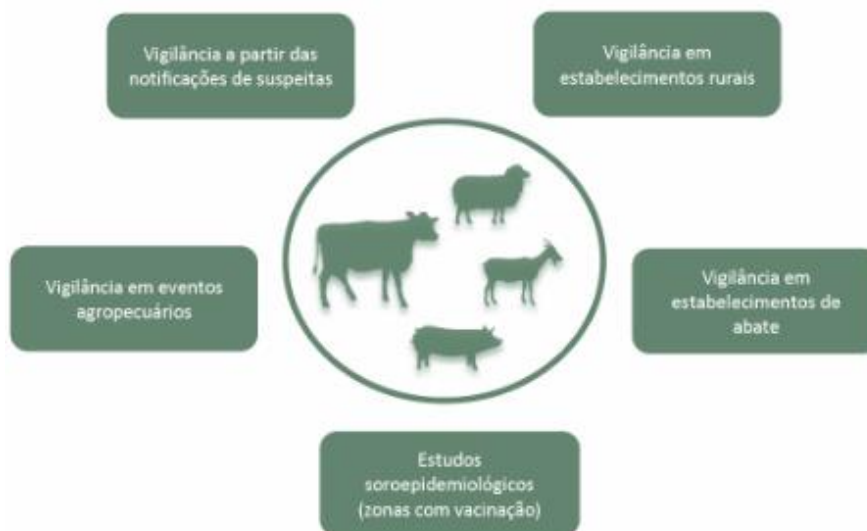 Vigilância a partir das
notificações de suspeitas
Vigilância em
estabelecimentos rurais
Vigilância em eventos
agropecuários
Vigilância em
estabelecimentos de
abate
Estudos
soroepidemiológicos
(zonas com vacinação)